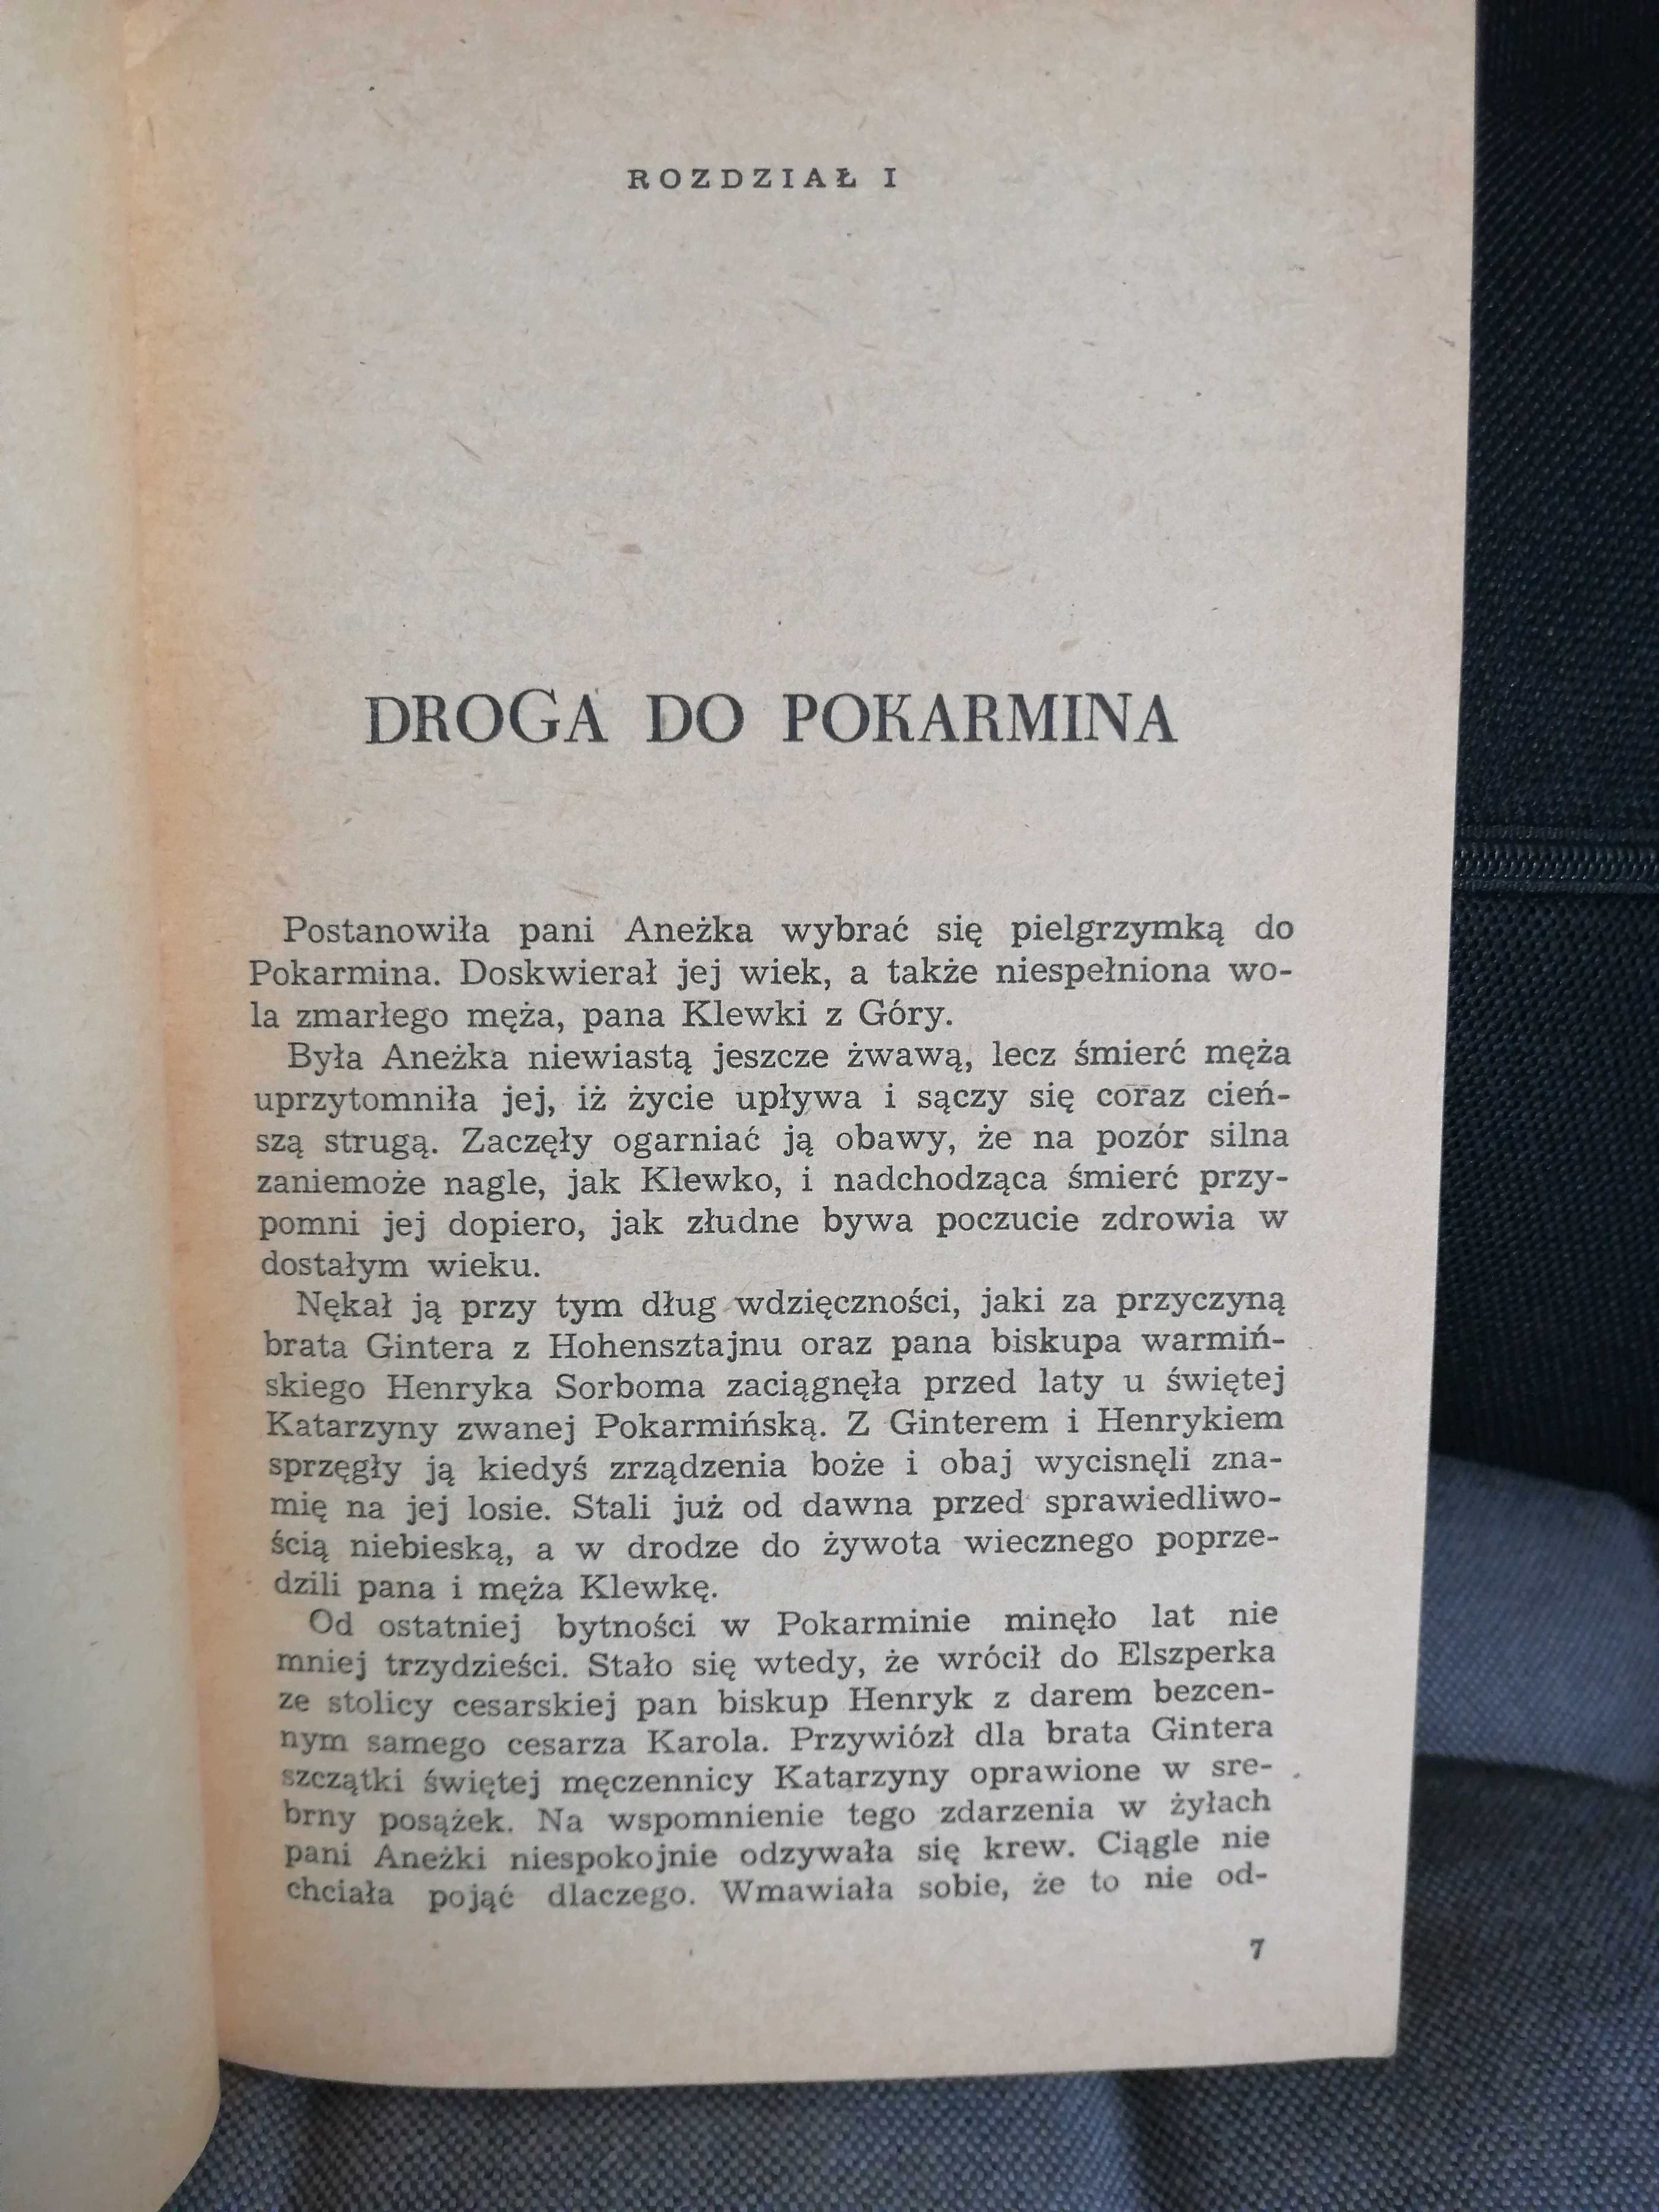 ROZDZIAŁ I
DROGA DO POKARMINA
Postanowiła pani Aneżka wybrać się pielgrzymką do
Pokarmina. Doskwierał jej wiek, a także niespełniona wo-
la zmarłego męża, pana Klewki z Góry.
Była Aneżka niewiastą jeszcze żwawą, lecz śmierć męża
uprzytomniła jej, iż życie upływa i sączy się coraz cień-
szą strugą. Zaczęły ogarniać ją obawy, że na pozór silna
zaniemoże nagle, jak Klewko, i nadchodząca śmierć przy-
pomni jej dopiero, jak złudne bywa poczucie zdrowia w
dostałym wieku.
Nękał ją przy tym dług wdzięczności, jaki za przyczyną
brata Gintera z Hohensztajnu oraz pana biskupa warmiń-
skiego Henryka Sorboma zaciągnęła przed laty u świętej
Katarzyny zwanej Pokarmińską. Z Ginterem i Henrykiem
sprzęgły ją kiedyś zrządzenia boże i obaj wycisnęli zna-
mię na jej losie. Stali już od dawna przed sprawiedliwo-
ścią niebieską, a w drodze do żywota wiecznego poprze-
dzili pana i męża Klewkę.
Od ostatniej bytności w Pokarminie minęło lat nie
mniej trzydzieści. Stało się wtedy, że wrócił do Elszperka
ze stolicy cesarskiej pan biskup Henryk z darem bezcen-
nym samego cesarza Karola. Przywiózł dla brata Gintera
szczątki świętej męczennicy Katarzyny oprawione w sre-
brny posążek. Na wspomnienie tego zdarzenia w żyłach
pani Aneżki niespokojnie odzywała się krew. Ciągle nie
chciała pojąć dlaczego. Wmawiała sobie, że to nie od-
7